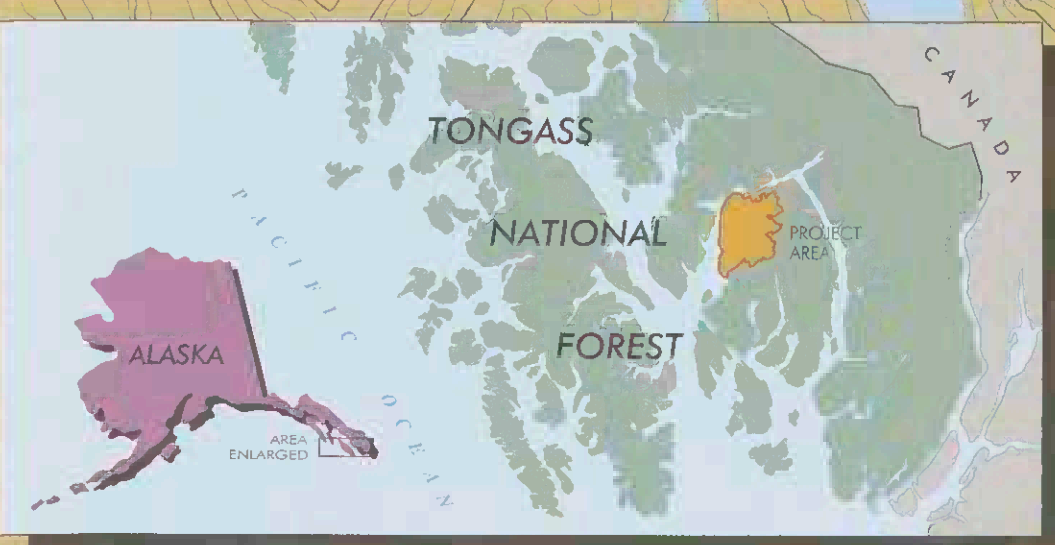 TONGASS
NATIONAL
FOREST
PROJECT
AREA
CANADA
PACIFIC OCEAN
ALASKA
AREA
ENLARGED